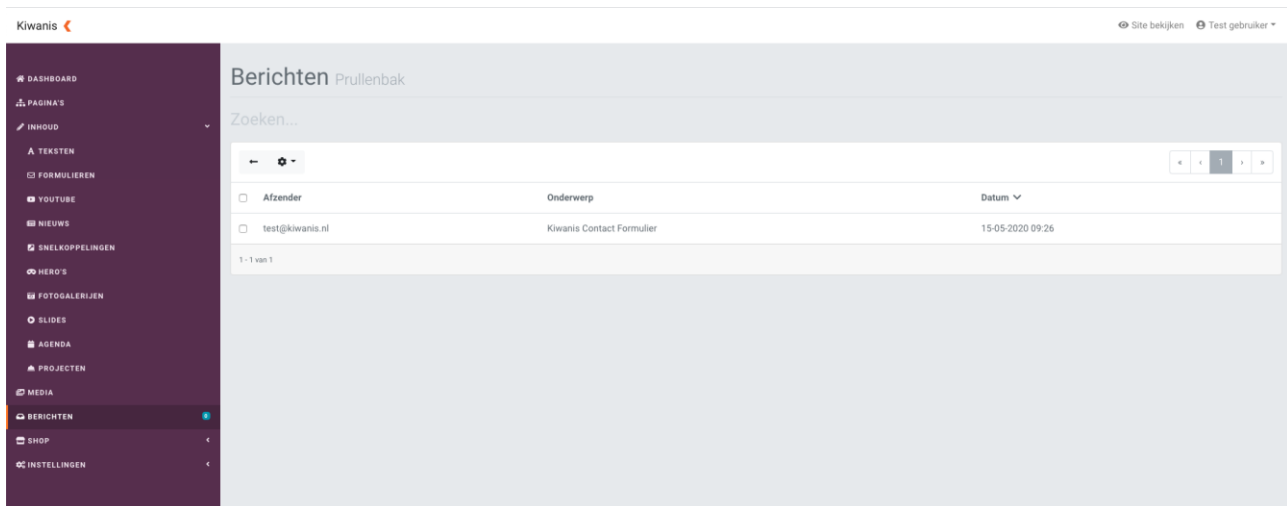 Kiwanis
Site bekijken Test gebruiker
DASHBOARD
PAGINA'S
INHOUD
TEKSTEN
FORMULIEREN
YOUTUBE
NIEUWS
SNELKOPPELINGEN
HERO'S
FOTOGALERIJEN
SLIDES
AGENDA
PROJECTEN
MEDIA
BERICHTEN
SHOP
INSTELLINGEN
Berichten Prullenbak
Zoeken...
« ‹ 1 › »
Afzender Onderwerp Datum
test@kiwanis.nl Kiwanis Contact Formulier 15-05-2020 09:26
1 - 1 van 1